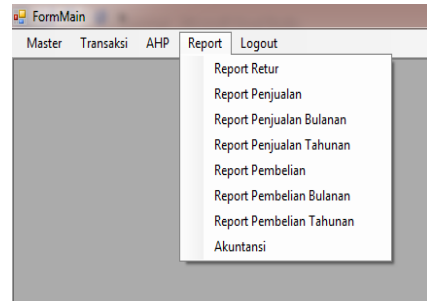 FormMain
Master Transaksi AHP Report Logout
Report Retur
Report Penjualan
Report Penjualan Bulanan
Report Penjualan Tahunan
Report Pembelian
Report Pembelian Bulanan
Report Pembelian Tahunan
Akuntansi